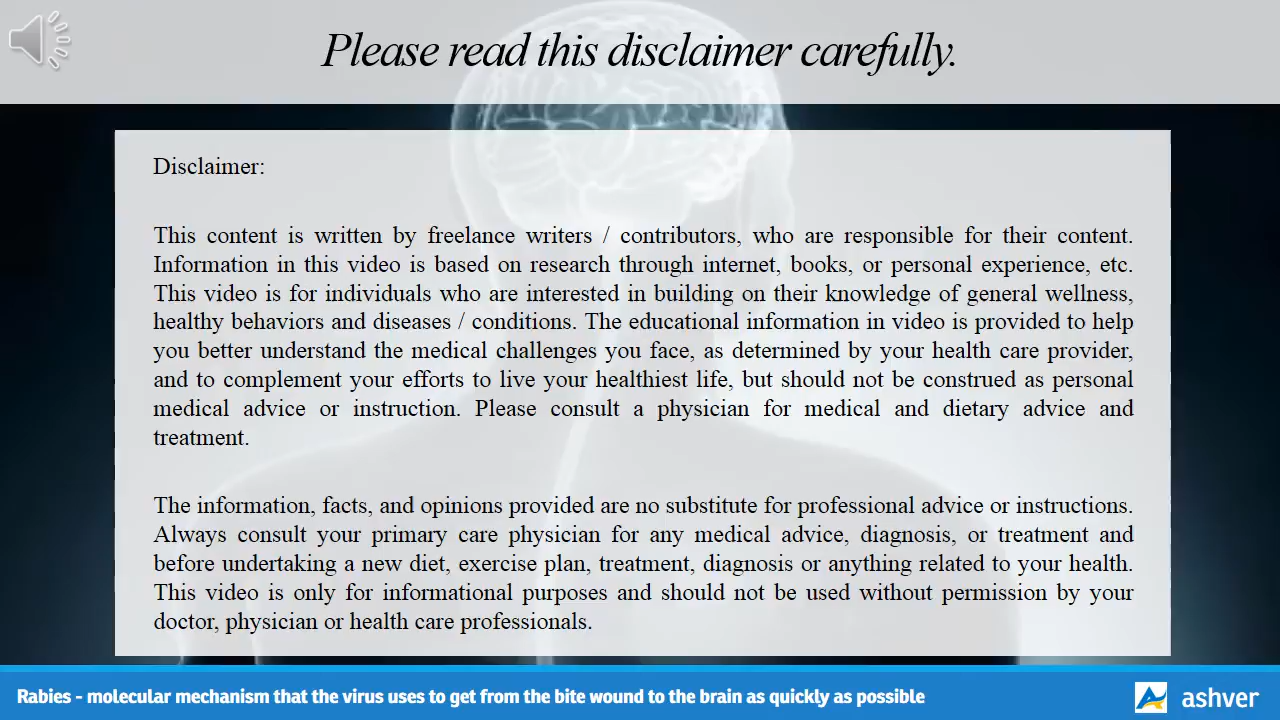 Please read this disclaimer carefully.
Disclaimer:
This content is written by freelance writers / contributors, who are responsible for their content.
Information in this video is based on research through internet, books, or personal experience, etc.
This video is for individuals who are interested in building on their knowledge of general wellness,
healthy behaviors and diseases / conditions. The educational information in video is provided to help
you better understand the medical challenges you face, as determined by your health care provider,
and to complement your efforts to live your healthiest life, but should not be construed as personal
medical advice or instruction. Please consult a physician for medical and dietary advice and
treatment.
The information, facts, and opinions provided are no substitute for professional advice or instructions.
Always consult your primary care physician for any medical advice, diagnosis, or treatment and
before undertaking a new diet, exercise plan, treatment, diagnosis or anything related to your health.
This video is only for informational purposes and should not be used without permission by your
doctor, physician or health care professionals.
Rabies - molecular mechanism that the virus uses to get from the bite wound to the brain as quickly as possible
ashver